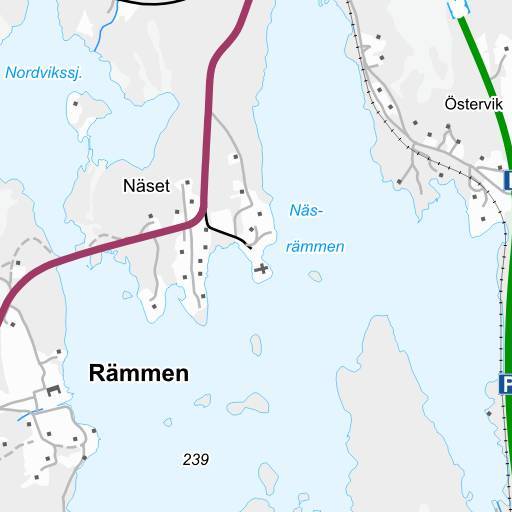 Nordvikssj.
Östervik
Näset
Näs-
rämmen
Rämmen
P
239